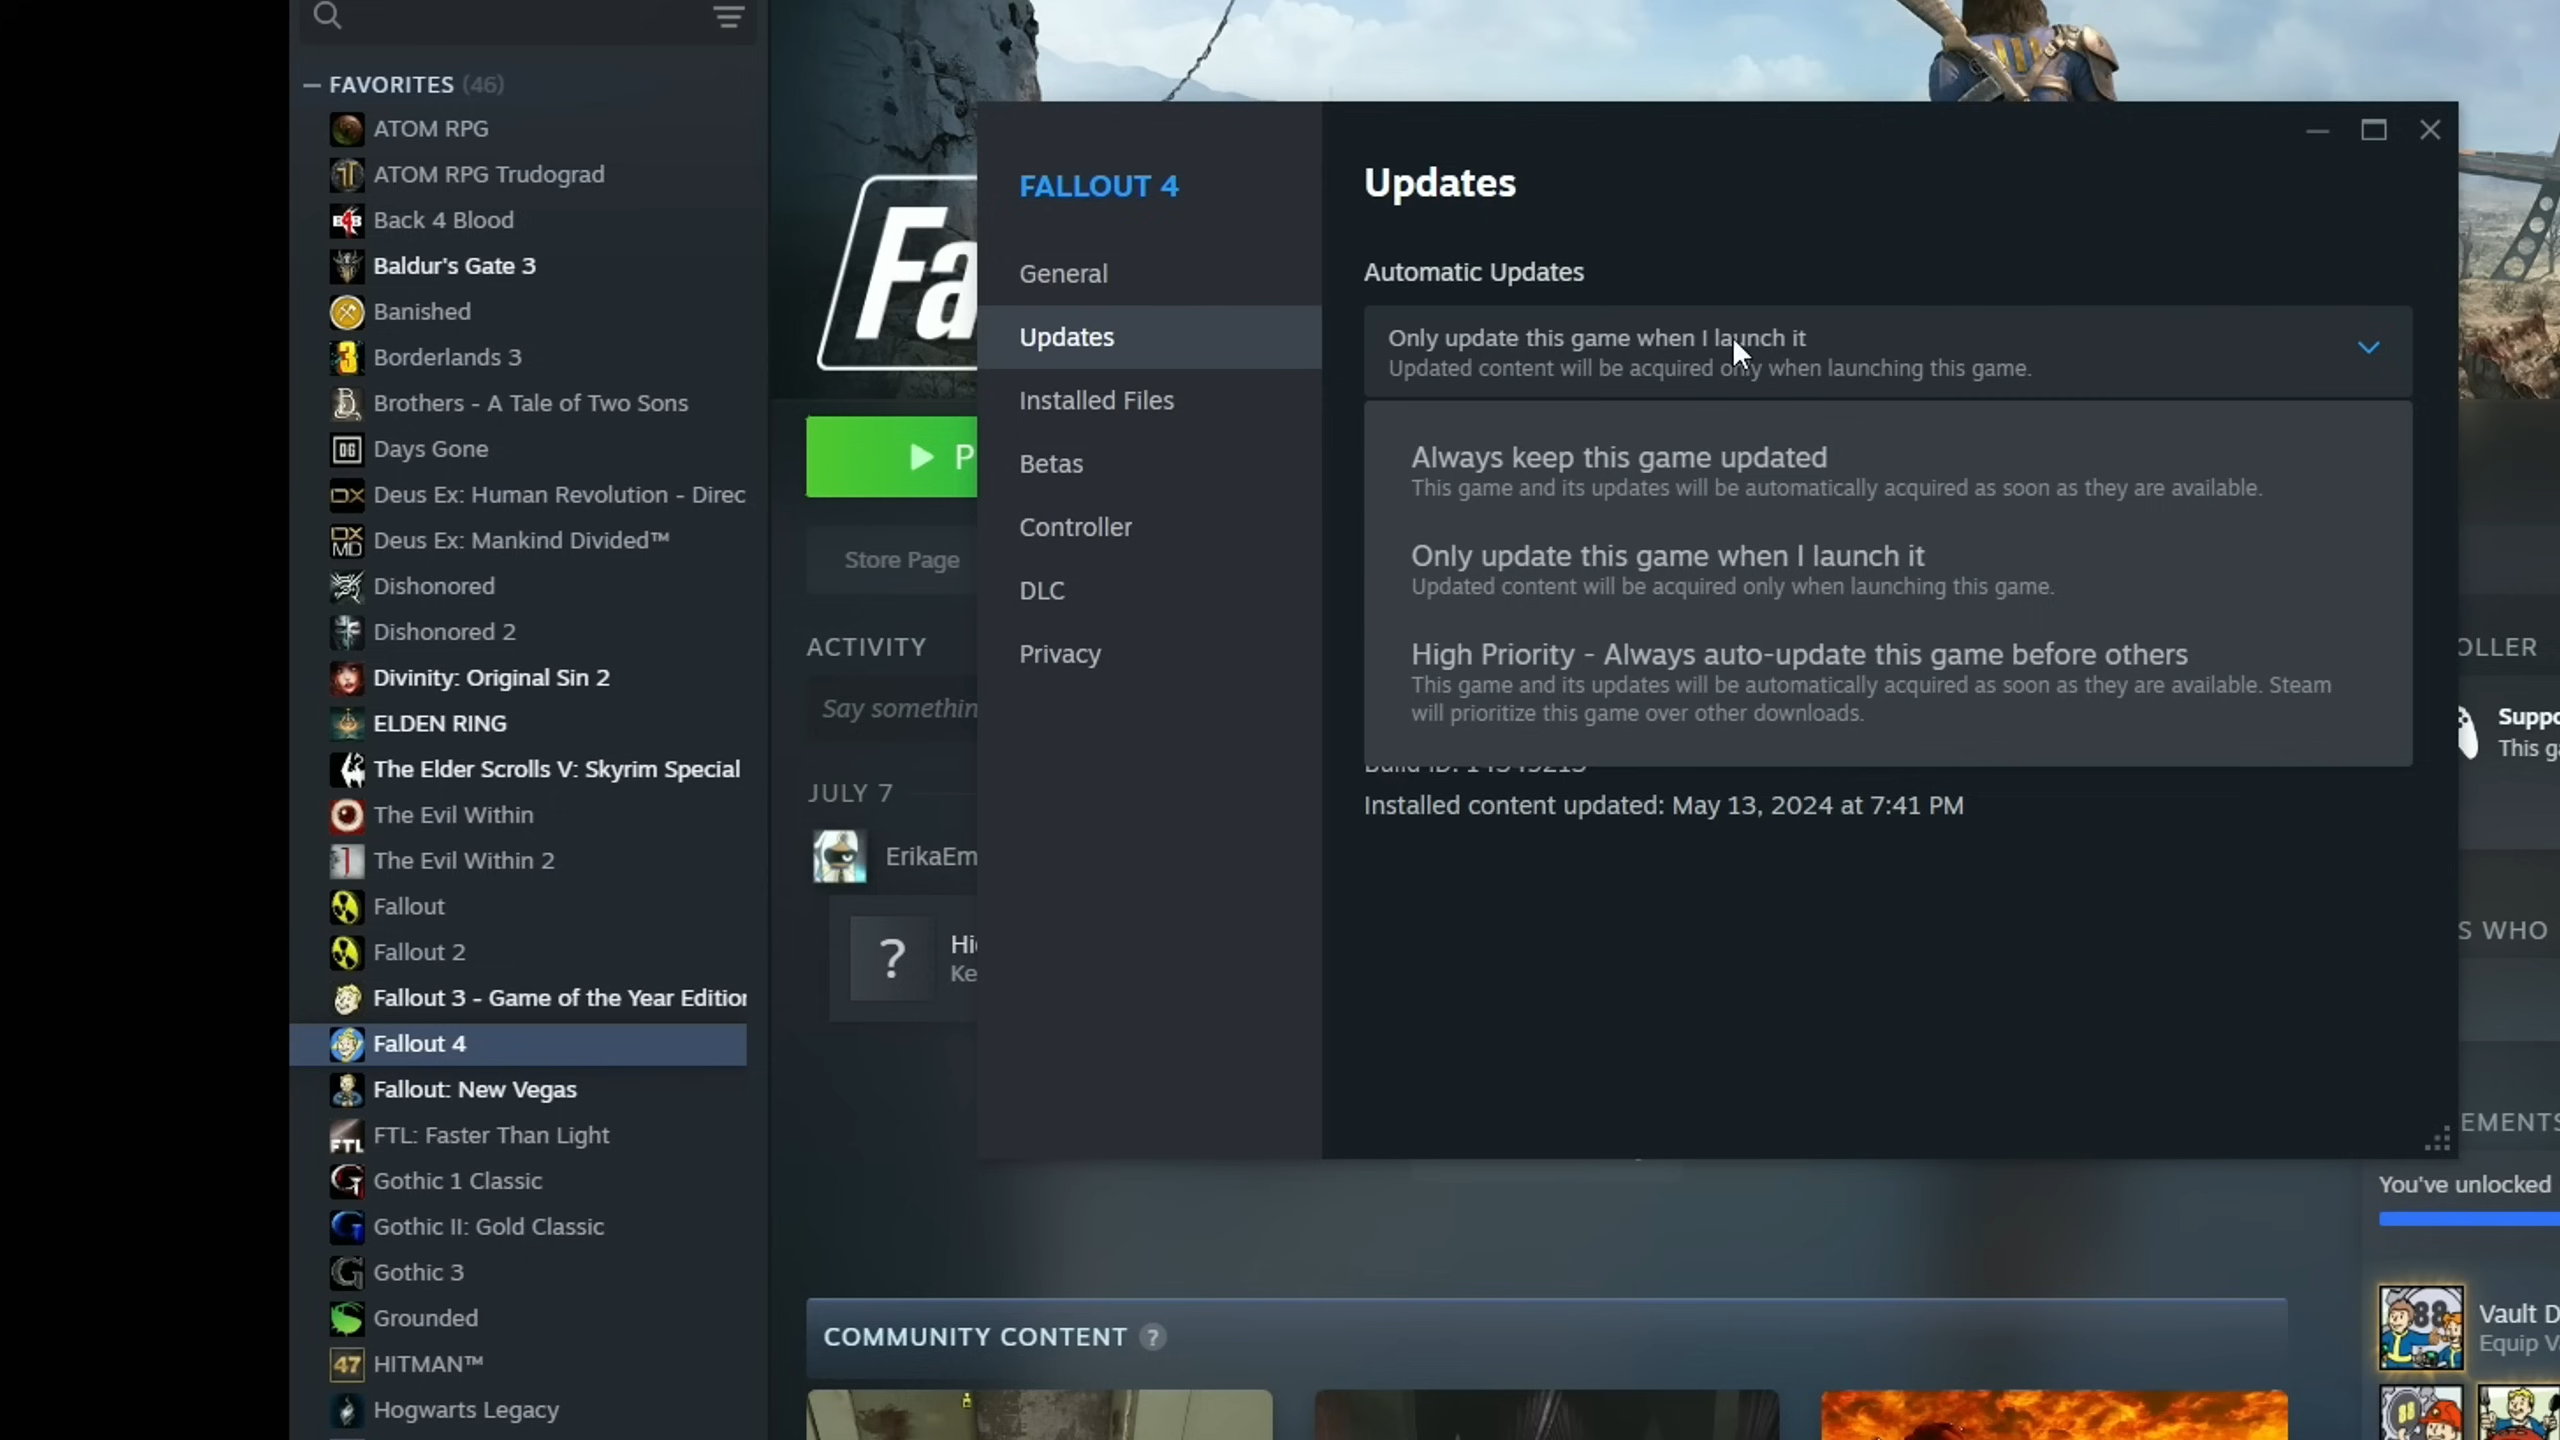 FAVORITES (46)
ATOM RPG
ATOM RPG Trudograd
Back 4 Blood
Baldur's Gate 3
Banished
Borderlands 3
Brothers - A Tale of Two Sons
Days Gone
Deus Ex: Human Revolution - Direc
Deus Ex: Mankind Divided™
Dishonored
Dishonored 2
Divinity: Original Sin 2
ELDEN RING
The Elder Scrolls V: Skyrim Special
The Evil Within
The Evil Within 2
Fallout
Fallout 2
Fallout 3 - Game of the Year Edition
Fallout 4
Fallout: New Vegas
FTL: Faster Than Light
Gothic 1 Classic
Gothic II: Gold Classic
Gothic 3
Grounded
HITMAN™
Hogwarts Legacy
Fa
P
Store Page
ACTIVITY
Say somethin
JULY 7
ErikaEm
?
Hi
Ke
COMMUNITY CONTENT ?
FALLOUT 4
General
Updates
Installed Files
Betas
Controller
DLC
Privacy
Updates
Automatic Updates
Only update this game when I launch it
Updated content will be acquired only when launching this game.
Always keep this game updated
This game and its updates will be automatically acquired as soon as they are available.
Only update this game when I launch it
Updated content will be acquired only when launching this game.
High Priority - Always auto-update this game before others
This game and its updates will be automatically acquired as soon as they are available. Steam
will prioritize this game over other downloads.
Installed content updated: May 13, 2024 at 7:41 PM
OLLER
Suppo
This ga
S WHO
EMENTS
You've unlocked
Vault D
Equip Va